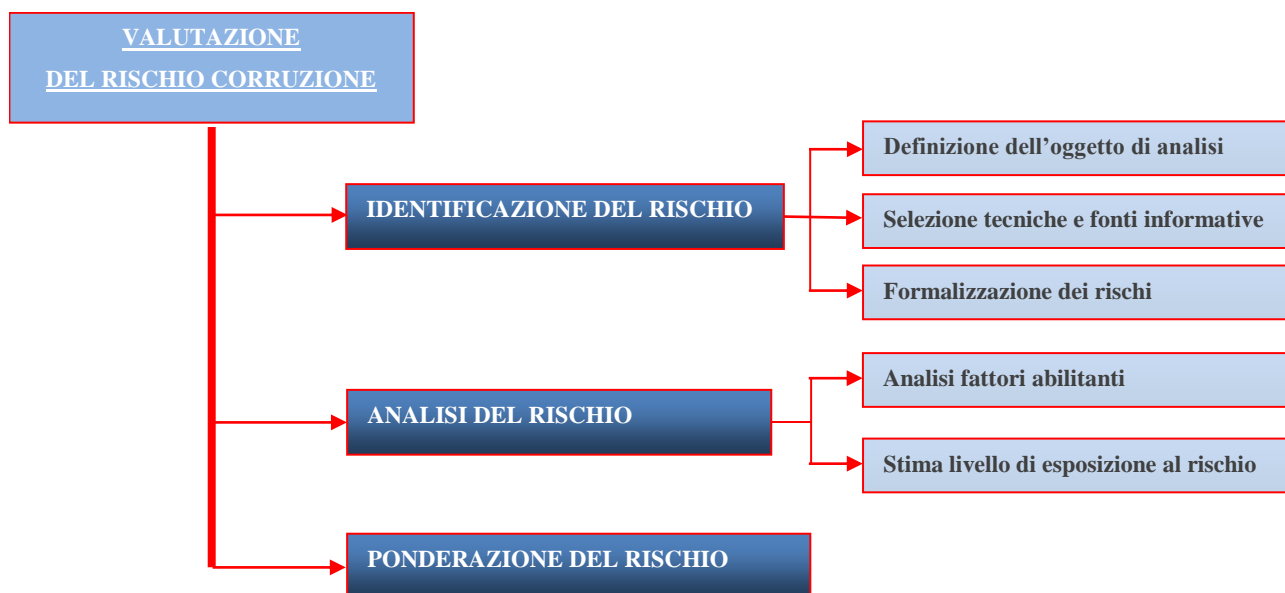 VALUTAZIONE
DEL RISCHIO CORRUZIONE
IDENTIFICAZIONE DEL RISCHIO
Definizione dell’oggetto di analisi
Selezione tecniche e fonti informative
Formalizzazione dei rischi
ANALISI DEL RISCHIO
Analisi fattori abilitanti
Stima livello di esposizione al rischio
PONDERAZIONE DEL RISCHIO